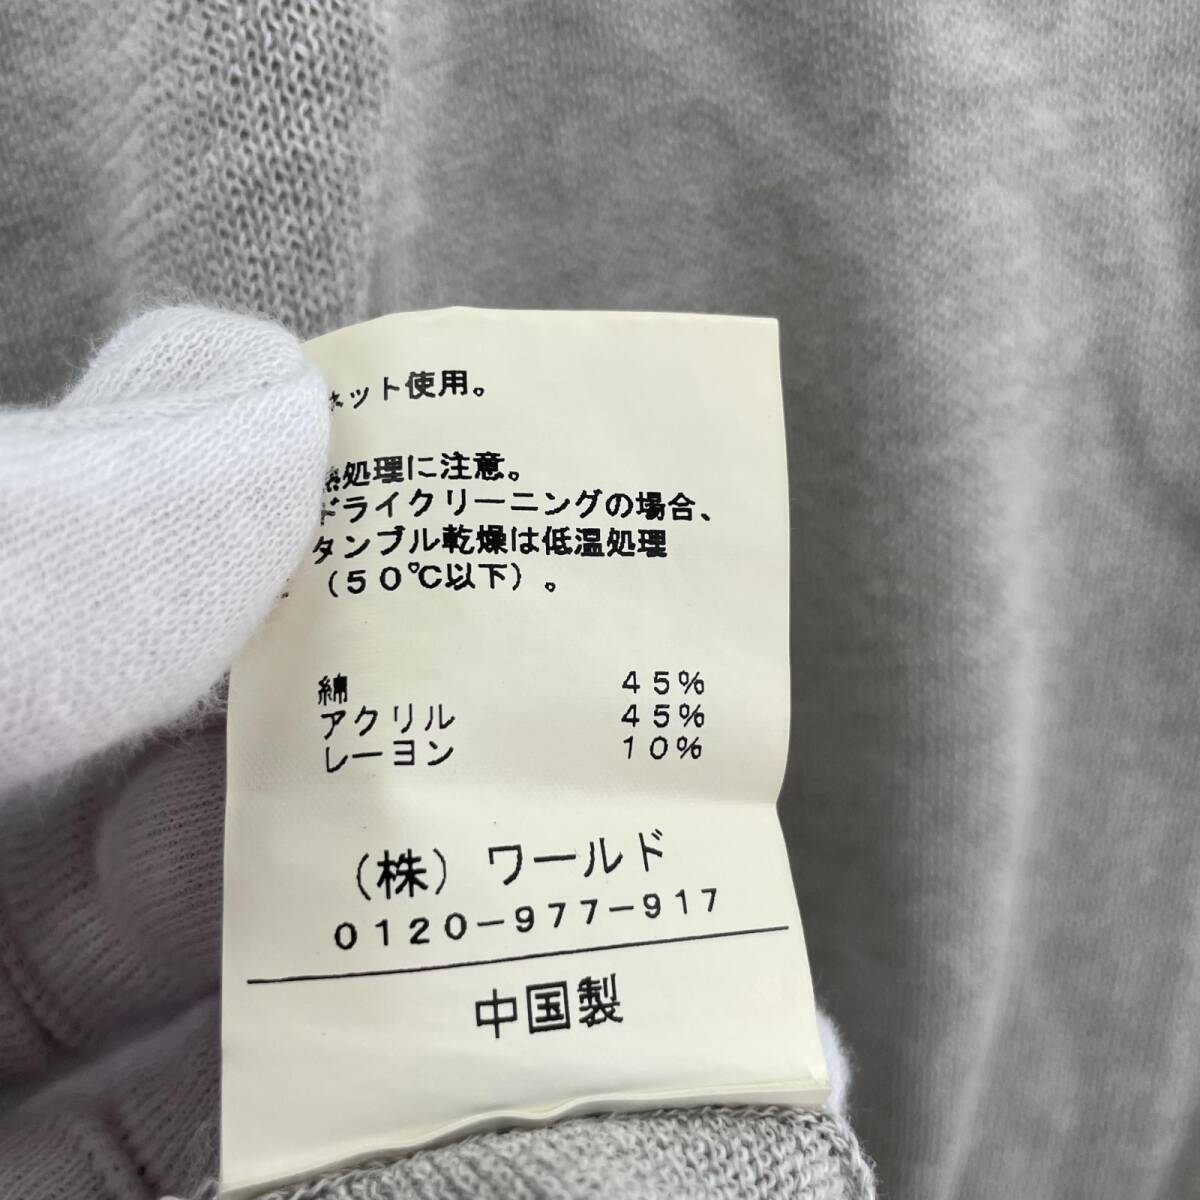 ネット使用。
熱処理に注意。
ドライクリーニングの場合、
タンブル乾燥は低温処理
（５０℃以下）。
綿 ４５％
アクリル ４５％
レーヨン １０％
（株）ワールド
０１２０－９７７－９１７
中国製